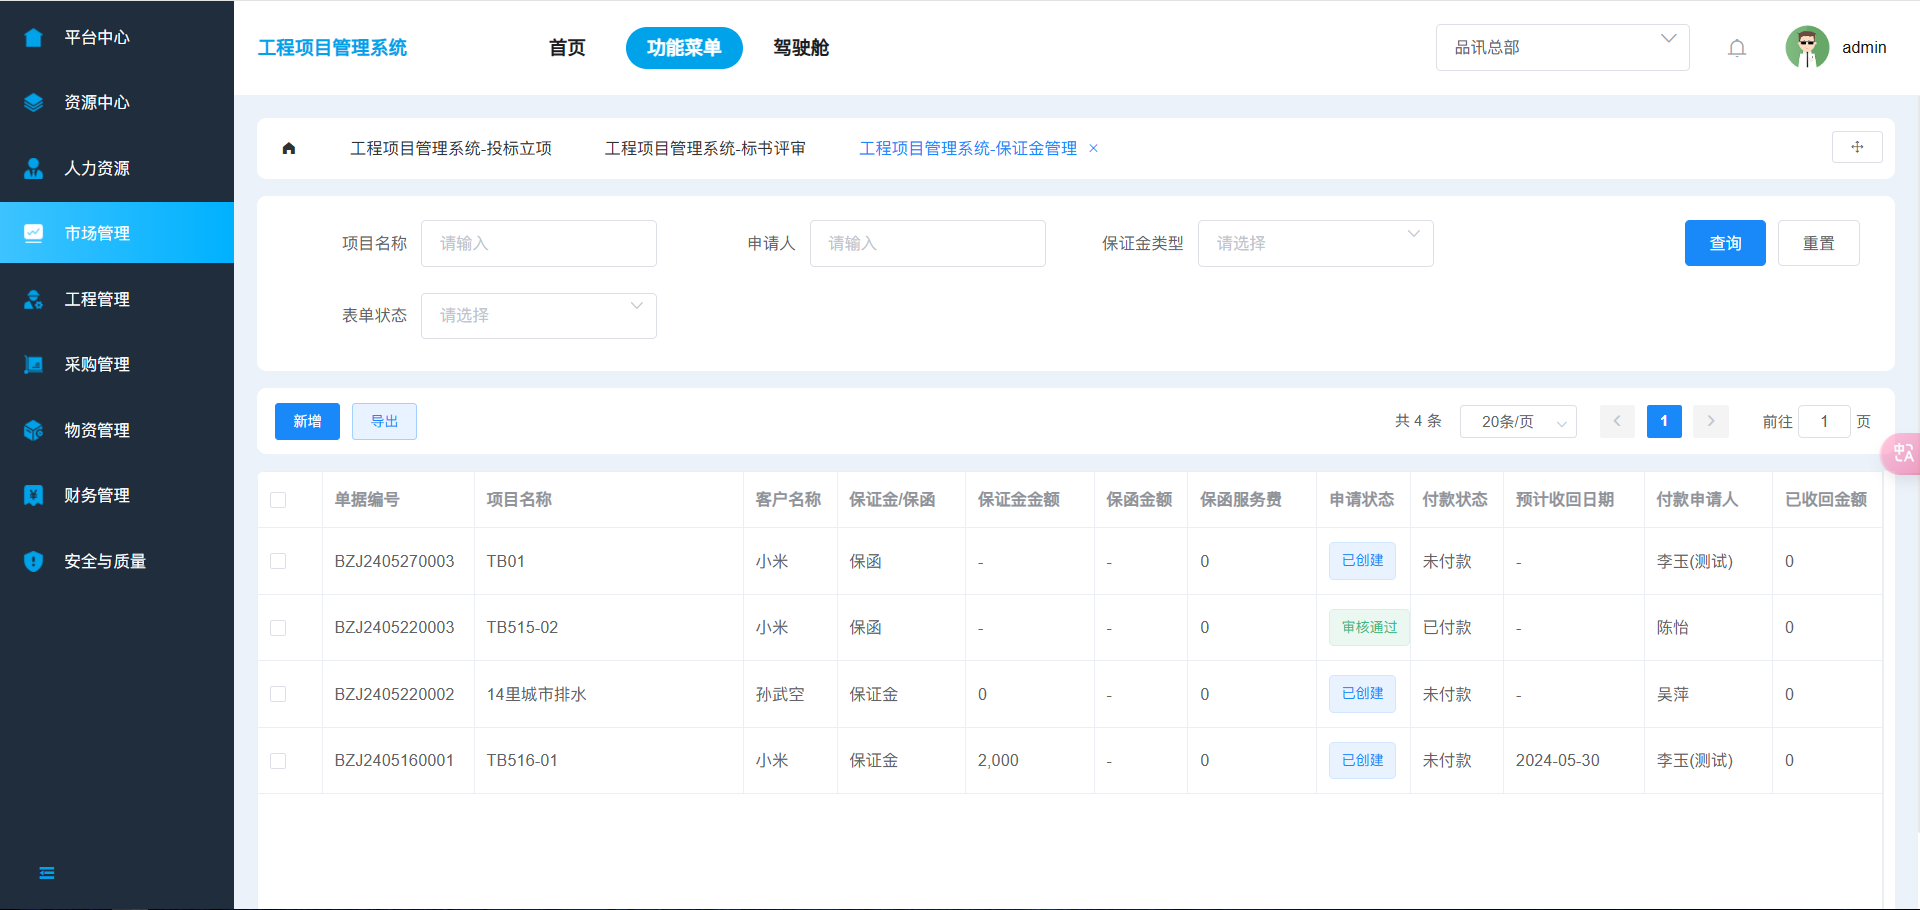 平台中心
资源中心
人力资源
市场管理
工程管理
采购管理
物资管理
财务管理
安全与质量
工程项目管理系统 首页 功能菜单 驾驶舱 品讯总部 admin
工程项目管理系统-投标立项 工程项目管理系统-标书评审 工程项目管理系统-保证金管理 ×
项目名称 请输入 申请人 请输入 保证金类型 请选择 查询 重置
表单状态 请选择
新增 导出 共 4 条 20条/页 < 1 > 前往 1 页
单据编号 项目名称 客户名称 保证金/保函 保证金金额 保函金额 保函服务费 申请状态 付款状态 预计收回日期 付款申请人 已收回金额
BZJ2405270003 TB01 小米 保函 - - 0 已创建 未付款 - 李玉(测试) 0
BZJ2405220003 TB515-02 小米 保函 - - 0 审核通过 已付款 - 陈怡 0
BZJ2405220002 14里城市排水 孙武空 保证金 0 - 0 已创建 未付款 - 吴萍 0
BZJ2405160001 TB516-01 小米 保证金 2,000 - 0 已创建 未付款 2024-05-30 李玉(测试) 0